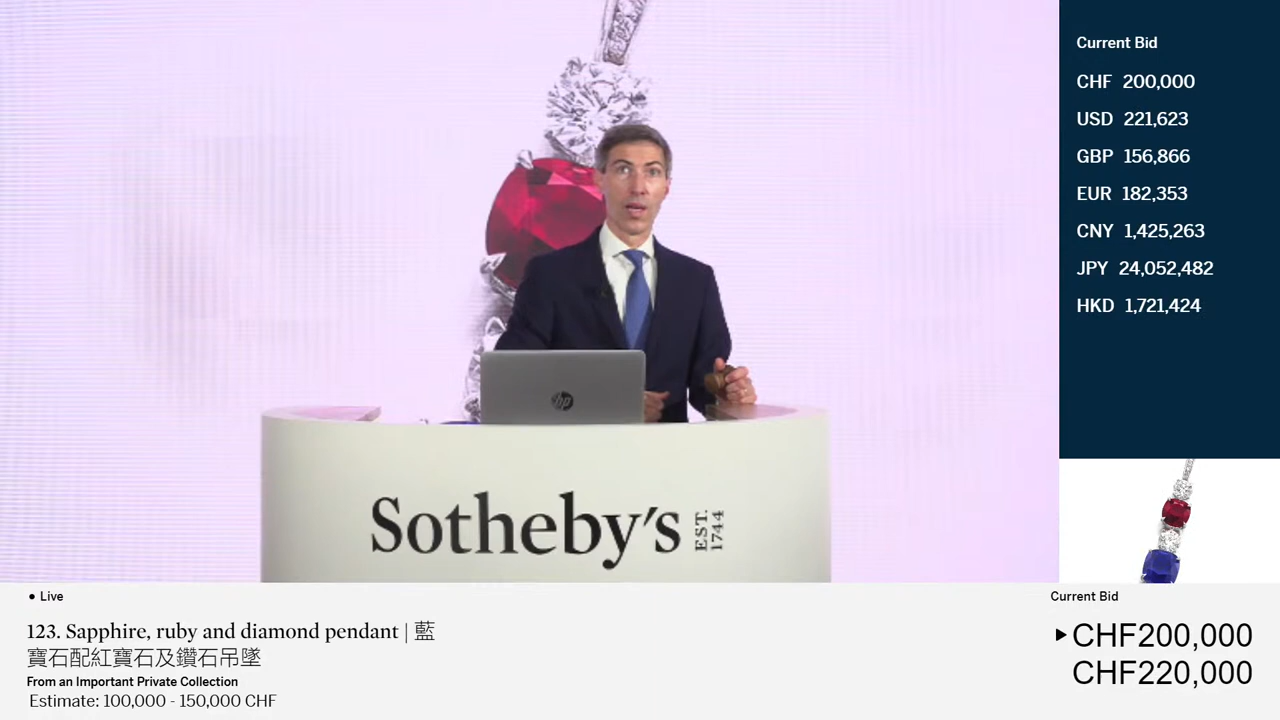 Current Bid
CHF 200,000
USD 221,623
GBP 156,866
EUR 182,353
CNY 1,425,263
JPY 24,052,482
HKD 1,721,424
hp
Sotheby's EST. 1744
• Live
123. Sapphire, ruby and diamond pendant | 藍
寶石配紅寶石及鑽石吊墜
From an Important Private Collection
Estimate: 100,000 - 150,000 CHF
Current Bid
CHF200,000
CHF220,000